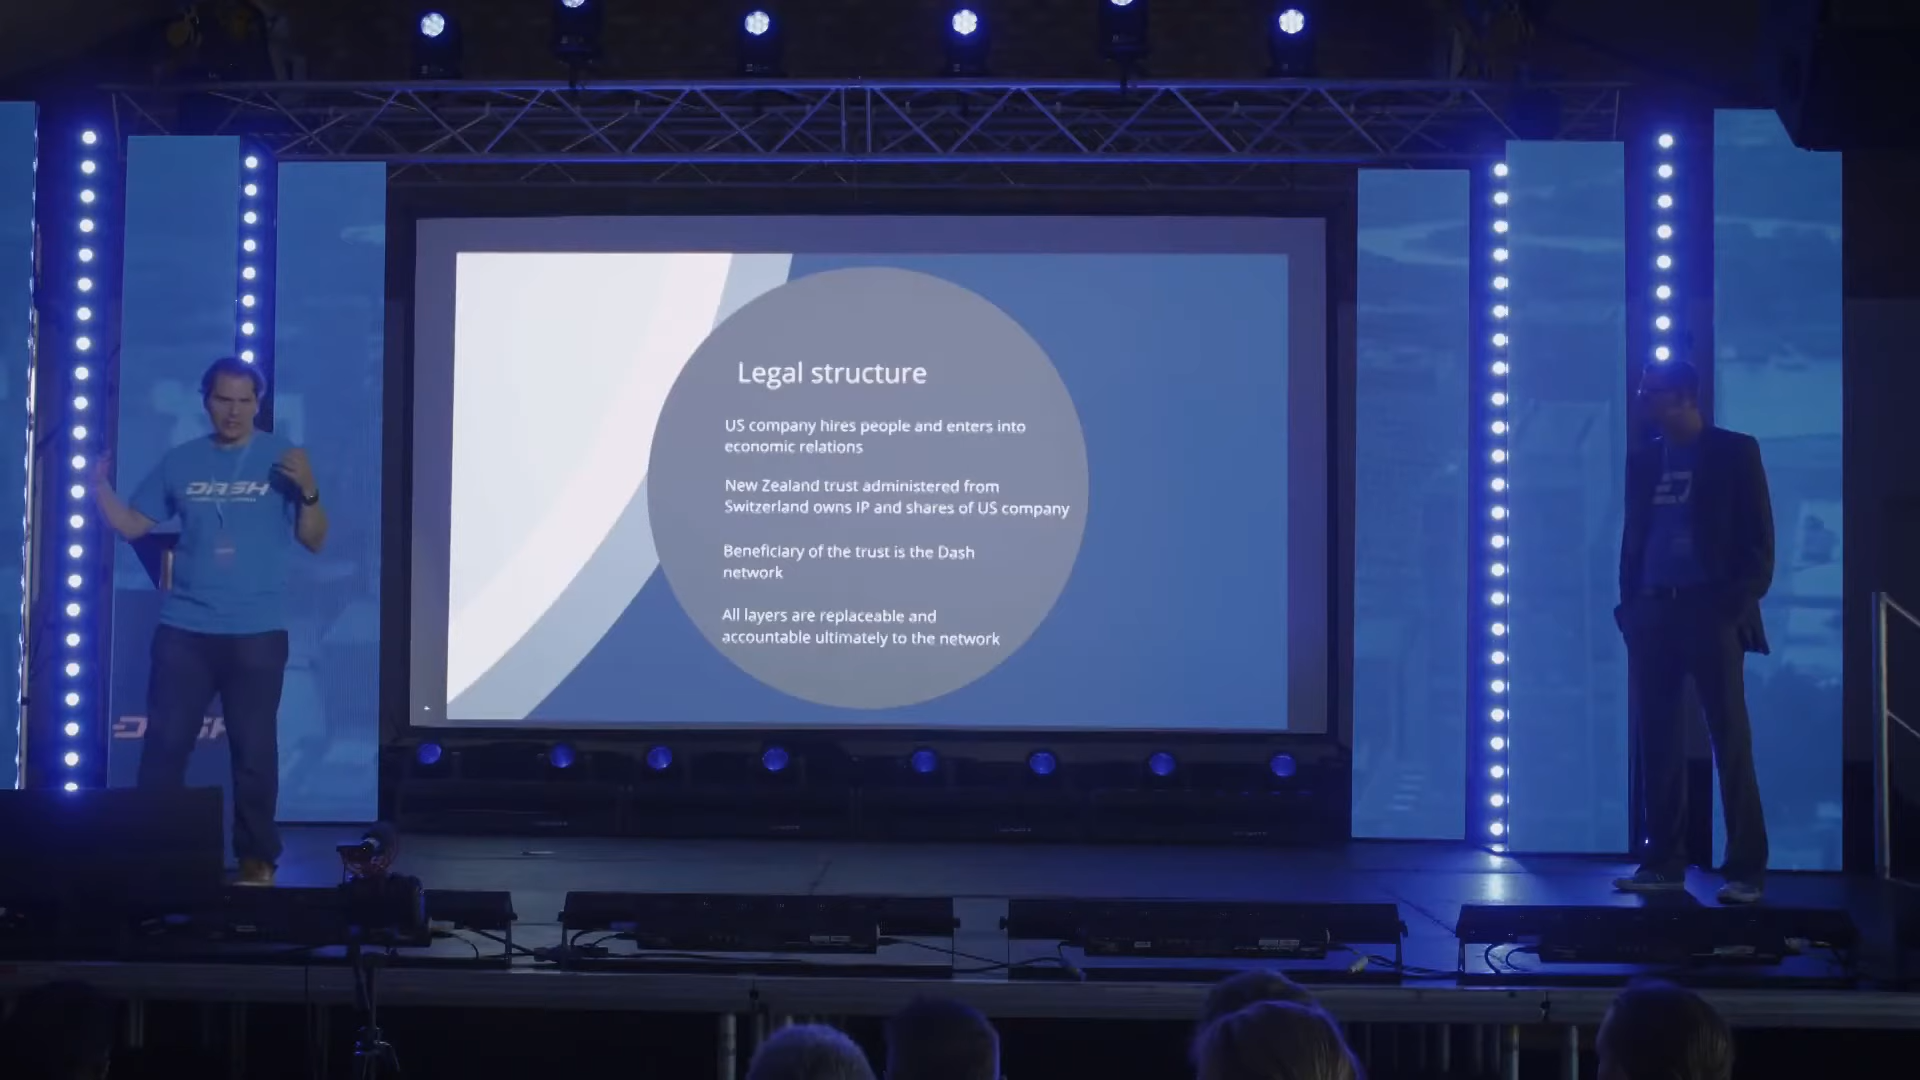 Legal structure
US company hires people and enters into
economic relations
New Zealand trust administered from
Switzerland owns IP and shares of US company
Beneficiary of the trust is the Dash
network
All layers are replaceable and
accountable ultimately to the network
DASH
DASH